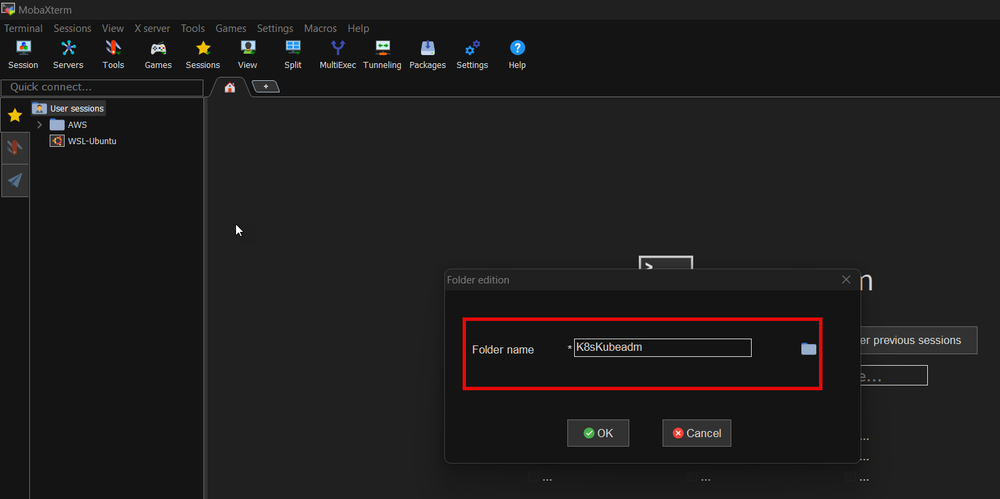 MobaXterm
Terminal Sessions View X server Tools Games Settings Macros Help
Session Servers Tools Games Sessions View Split MultiExec Tunneling Packages Settings Help
Quick connect...
User sessions
AWS
WSL-Ubuntu
Folder edition
m
Folder name * K8sKubeadm
er previous sessions
e...
OK Cancel
...
...
... ... ...